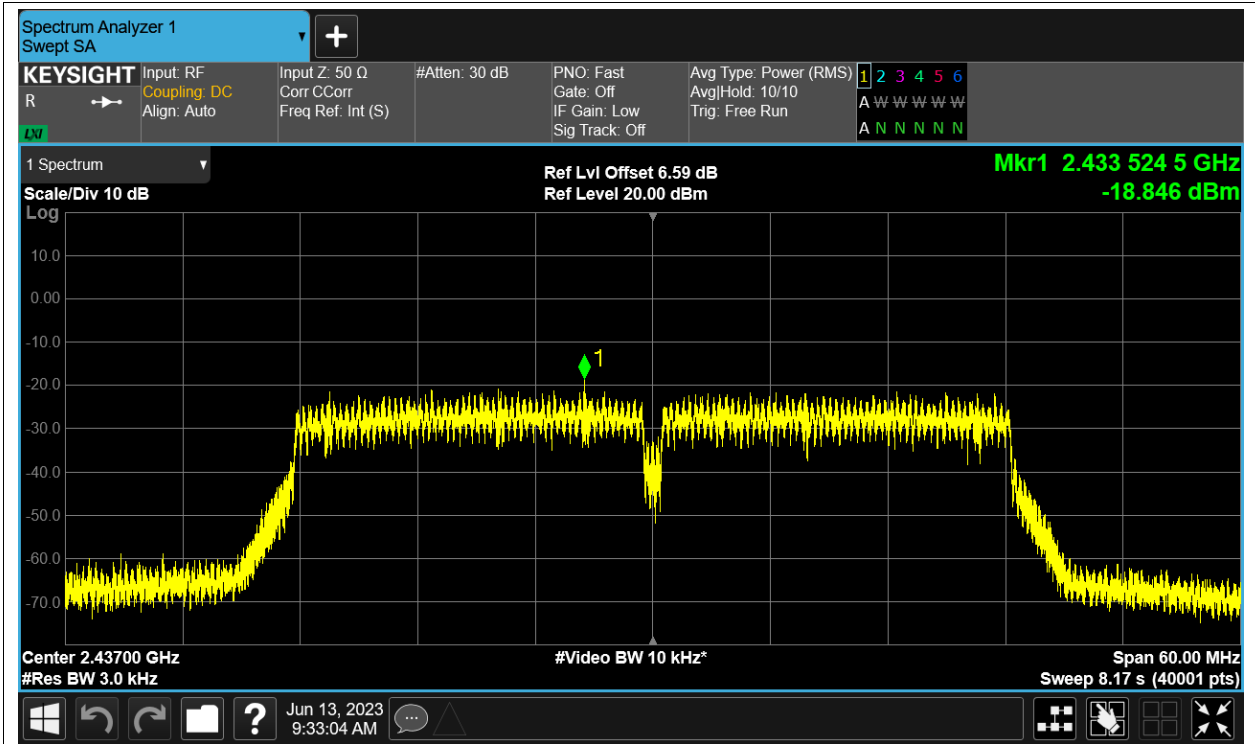 Spectrum Analyzer 1
Swept SA
KEYSIGHT
R
LXI
Input: RF
Coupling: DC
Align: Auto
Input Z: 50 Ω
Corr CCorr
Freq Ref: Int (S)
#Atten: 30 dB
PNO: Fast
Gate: Off
IF Gain: Low
Sig Track: Off
Avg Type: Power (RMS)
Avg|Hold: 10/10
Trig: Free Run
1 2 3 4 5 6
A W W W W W
A N N N N N
1 Spectrum
Scale/Div 10 dB
Ref Lvl Offset 6.59 dB
Ref Level 20.00 dBm
Mkr1 2.433 524 5 GHz
-18.846 dBm
Log
10.0
0.00
-10.0
1
-20.0
-30.0
-40.0
-50.0
-60.0
-70.0
Center 2.43700 GHz
#Video BW 10 kHz*
Span 60.00 MHz
#Res BW 3.0 kHz
Sweep 8.17 s (40001 pts)
?
Jun 13, 2023
9:33:04 AM